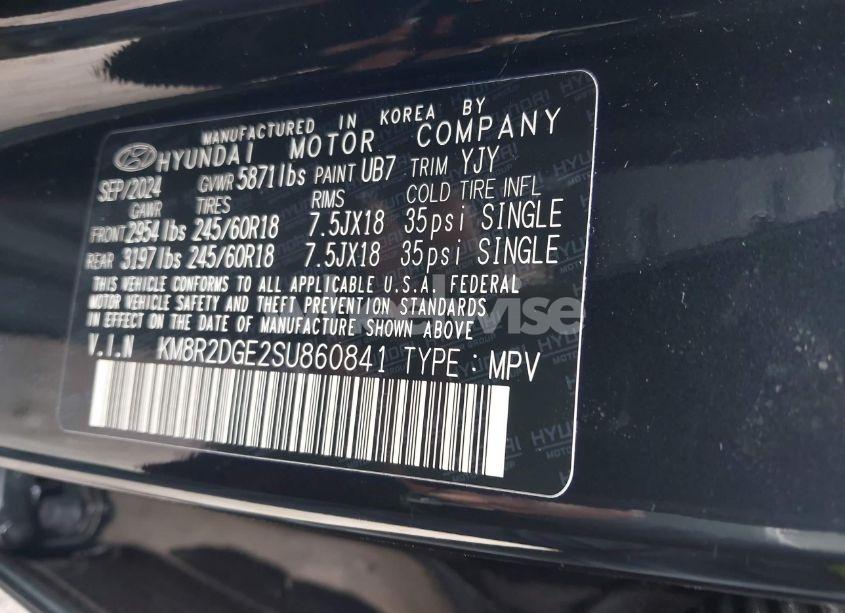 MANUFACTURED IN KOREA BY
HYUNDAI MOTOR COMPANY
SEP/2024 GVWR 5871lbs PAINT UB7 TRIM YJY
GAWR TIRES RIMS COLD TIRE INFL
FRONT 2954 lbs 245/60R18 7.5JX18 35psi SINGLE
REAR 3197 lbs 245/60R18 7.5JX18 35psi SINGLE
THIS VEHICLE CONFORMS TO ALL APPLICABLE U.S.A. FEDERAL
MOTOR VEHICLE SAFETY AND THEFT PREVENTION STANDARDS
IN EFFECT ON THE DATE OF MANUFACTURE SHOWN ABOVE.
V.I.N KM8R2DGE2SU860841 TYPE : MPV